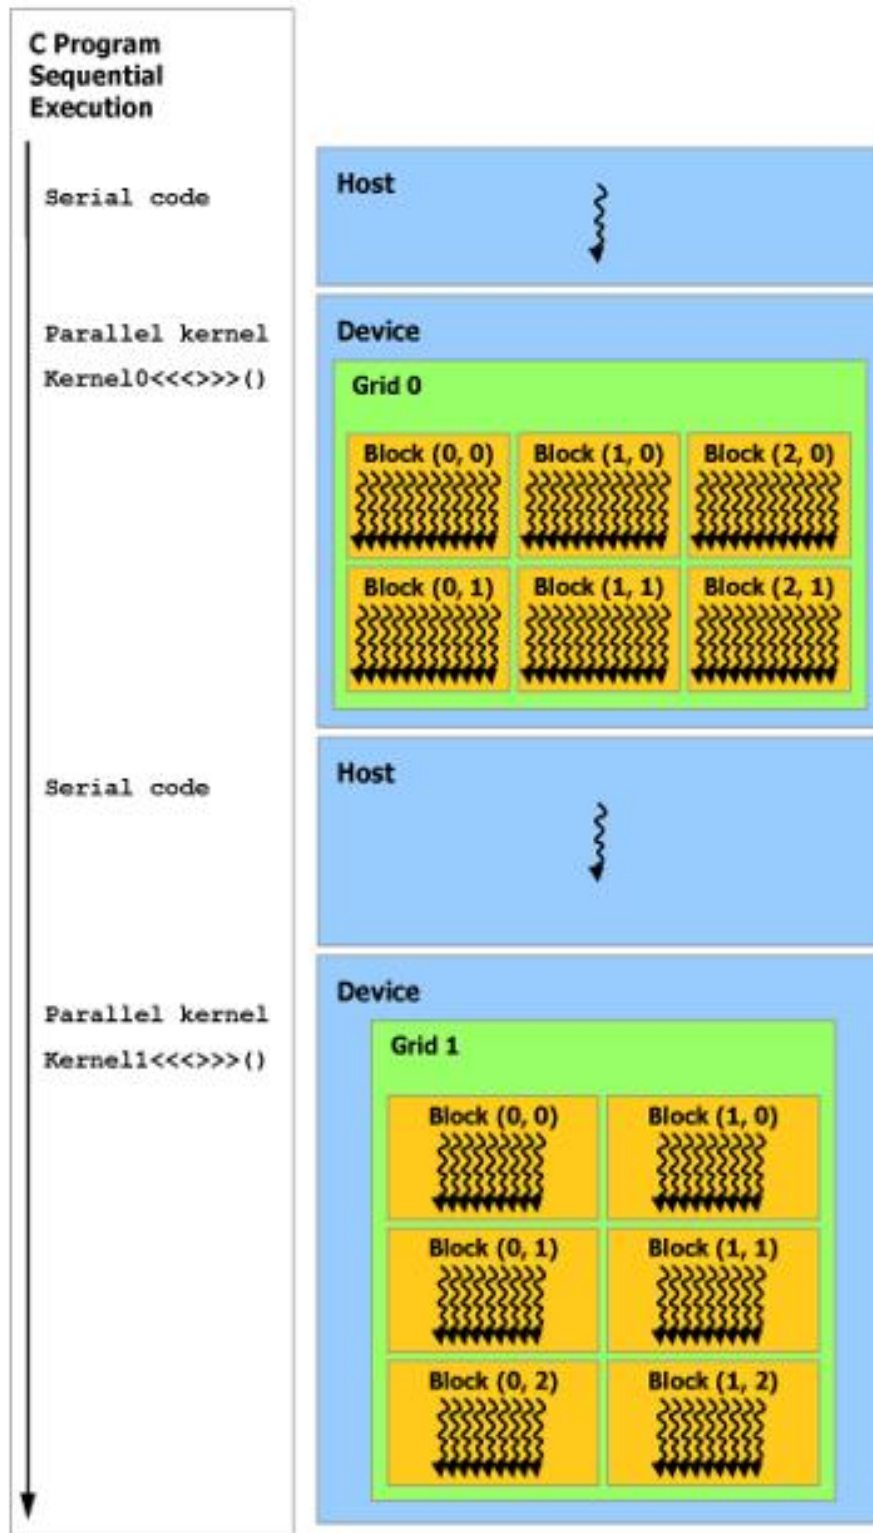 C Program
Sequential
Execution
Serial code
Host
Parallel kernel
Kernel0<<<>>>()
Device
Grid 0
Block (0, 0) Block (1, 0) Block (2, 0)
Block (0, 1) Block (1, 1) Block (2, 1)
Serial code
Host
Parallel kernel
Kernel1<<<>>>()
Device
Grid 1
Block (0, 0) Block (1, 0)
Block (0, 1) Block (1, 1)
Block (0, 2) Block (1, 2)